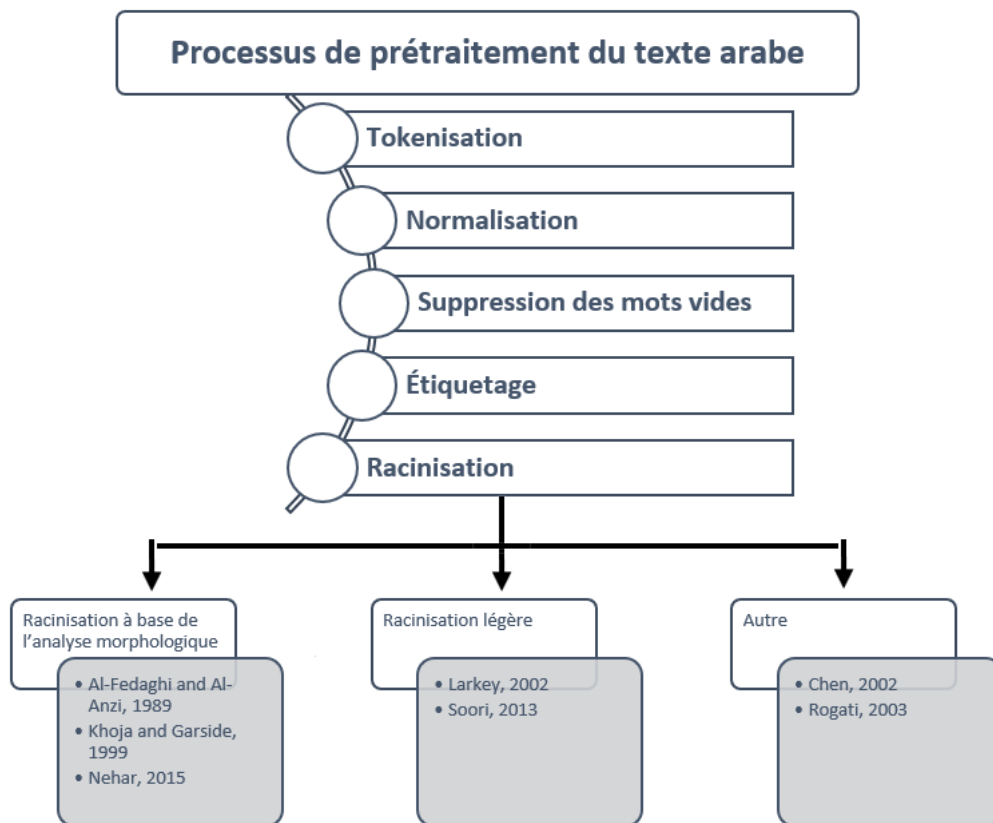 Processus de prétraitement du texte arabe
Tokenisation
Normalisation
Suppression des mots vides
Étiquetage
Racinisation
Racinisation à base de
l'analyse morphologique
• Al-Fedaghi and Al-
Anzi, 1989
• Khoja and Garside,
1999
• Nehar, 2015
Racinisation légère
• Larkey, 2002
• Soori, 2013
Autre
• Chen, 2002
• Rogati, 2003